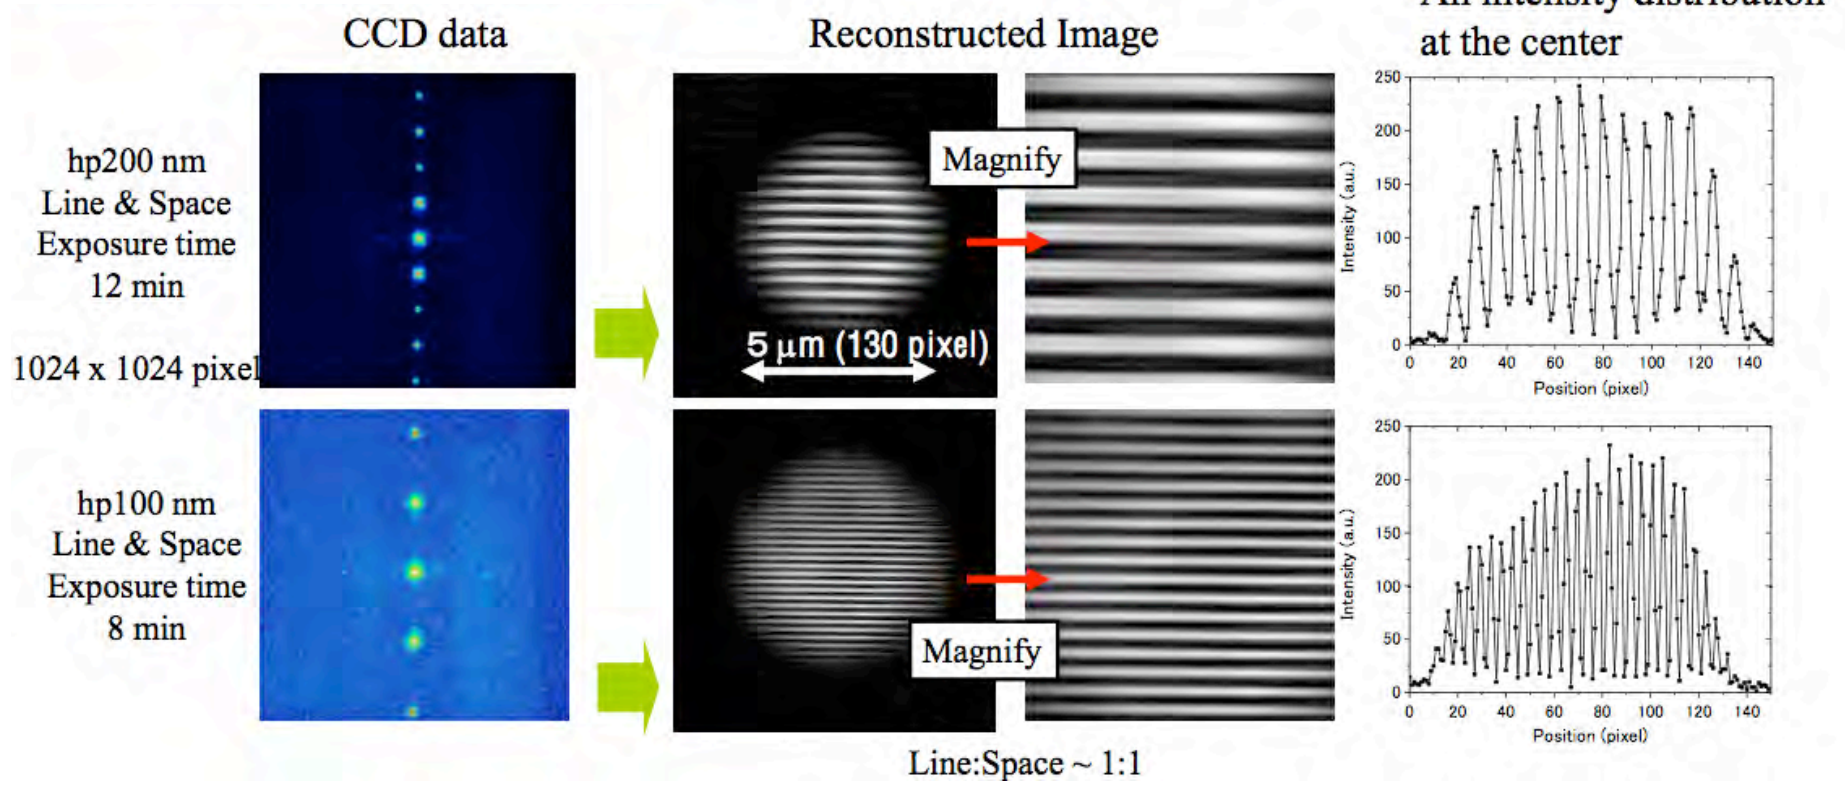 CCD data
Reconstructed Image
An intensity distribution
at the center
hp200 nm
Line & Space
Exposure time
12 min
1024 x 1024 pixel
Magnify
5 μm (130 pixel)
250
200
150
100
50
0
Intensity (a.u.)
0 20 40 60 80 100 120 140
Position (pixel)
hp100 nm
Line & Space
Exposure time
8 min
Magnify
250
200
150
100
50
0
Intensity (a.u.)
0 20 40 60 80 100 120 140
Position (pixel)
Line:Space ~ 1:1